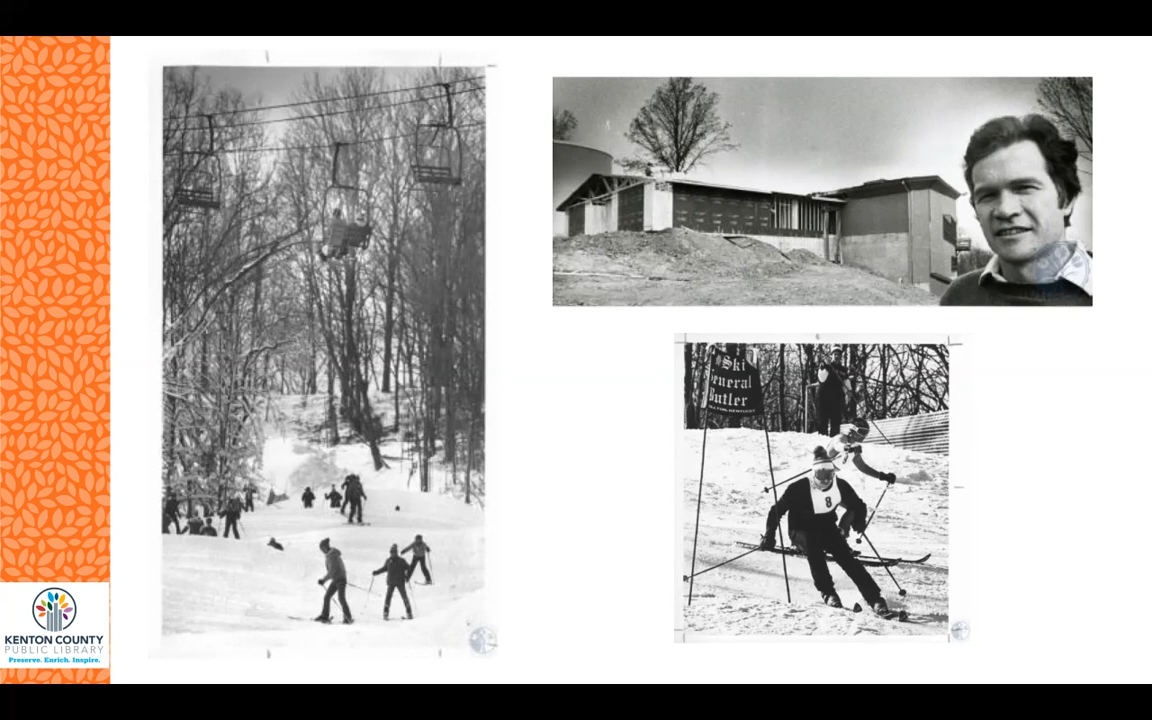 KENTON COUNTY
PUBLIC LIBRARY
Preserve. Enrich. Inspire.
Ski
General
Butler
8